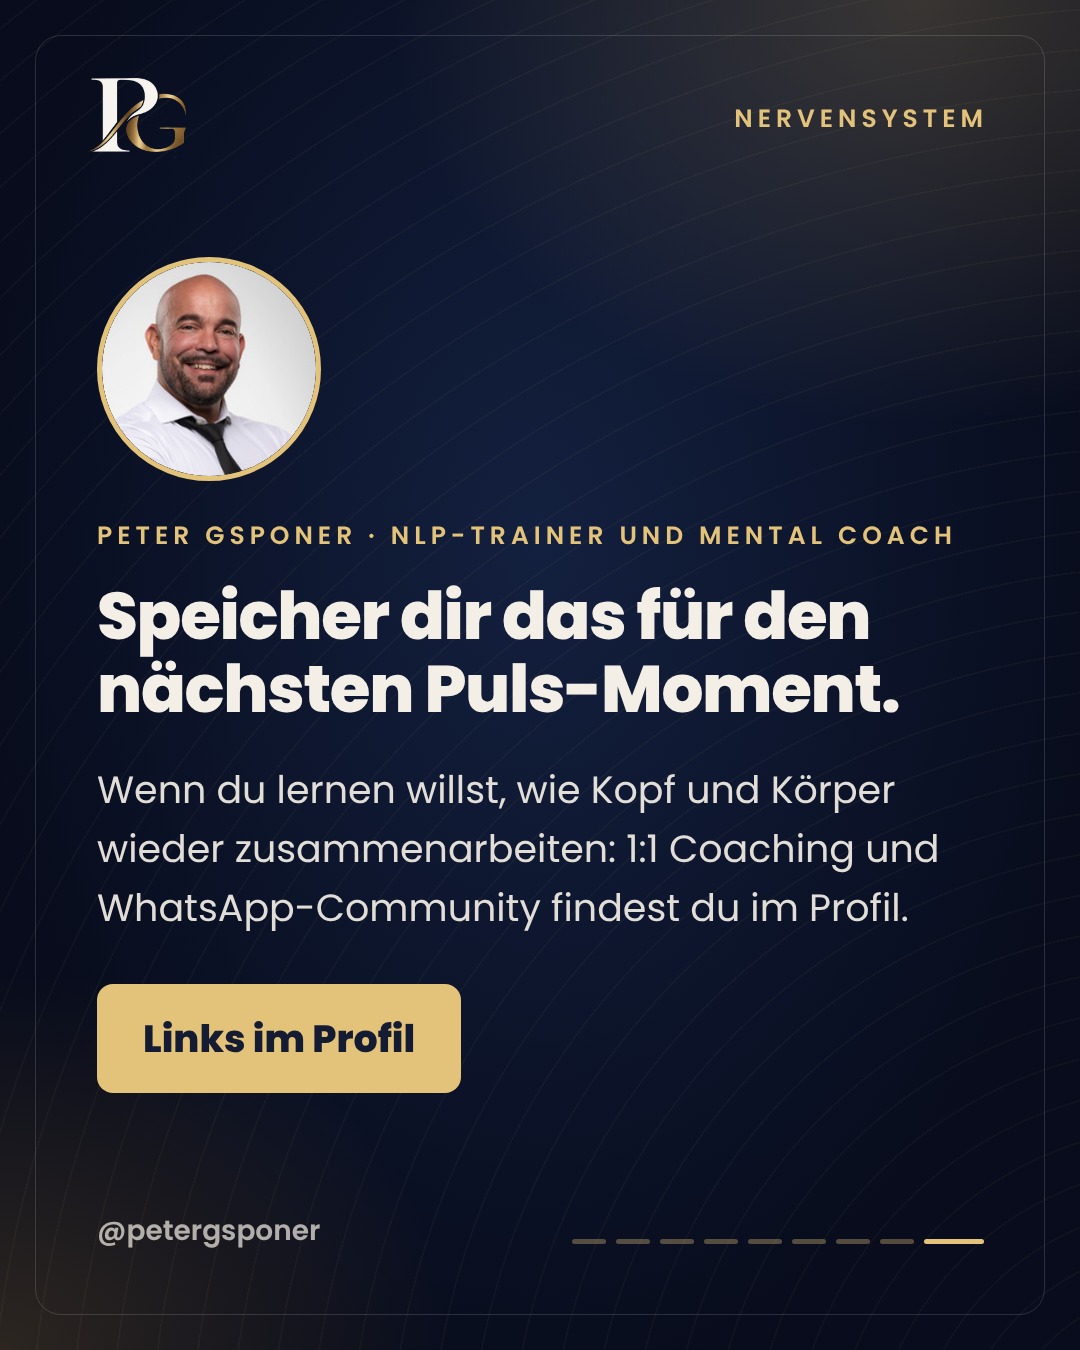 PG
NERVENSYSTEM
PETER GSPONER · NLP-TRAINER UND MENTAL COACH
Speicher dir das für den
nächsten Puls-Moment.
Wenn du lernen willst, wie Kopf und Körper
wieder zusammenarbeiten: 1:1 Coaching und
WhatsApp-Community findest du im Profil.
Links im Profil
@petergsponer